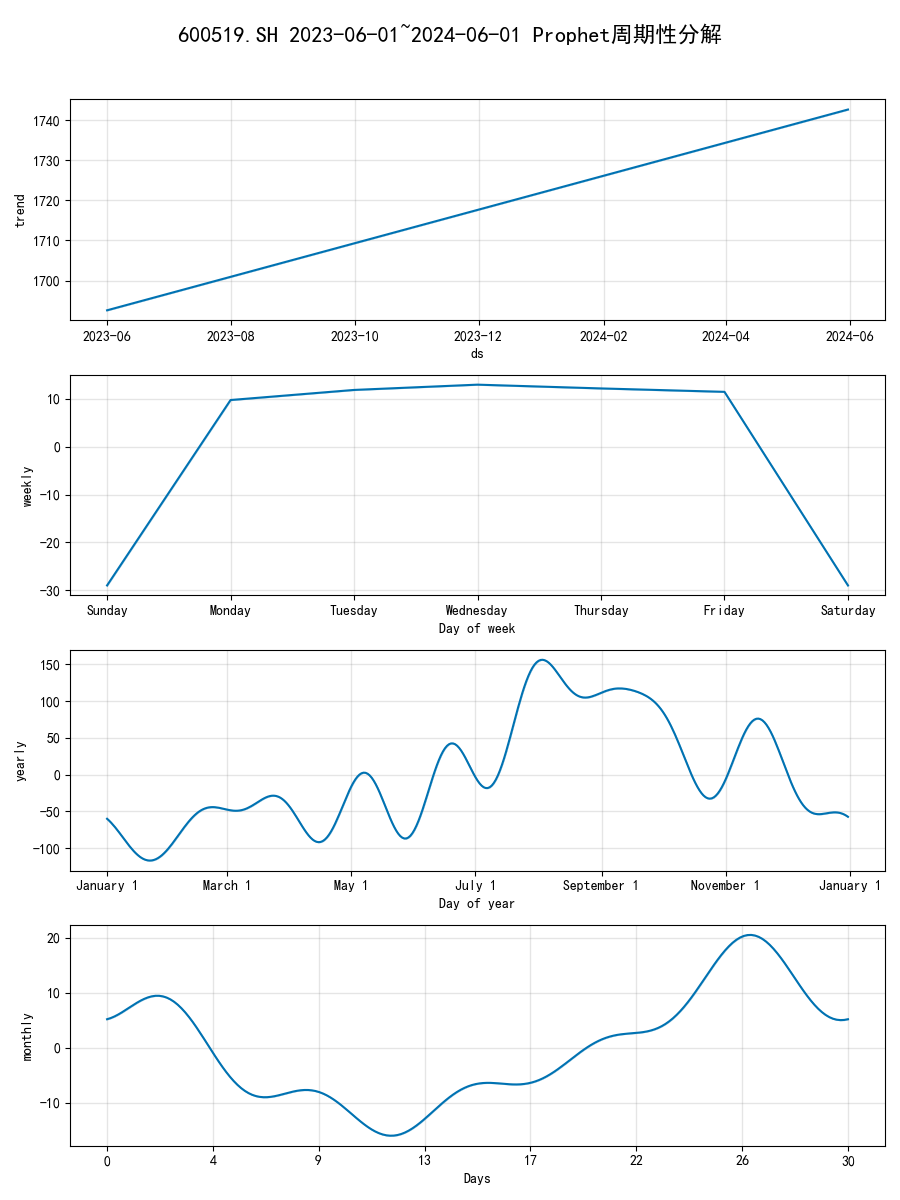 600519.SH 2023-06-01~2024-06-01 Prophet周期性分解
1740
1730
1720
1710
1700
trend
2023-06 2023-08 2023-10 2023-12 2024-02 2024-04 2024-06
ds
10
0
−10
−20
−30
weekly
Sunday Monday Tuesday Wednesday Thursday Friday Saturday
Day of week
150
100
50
0
−50
−100
yearly
January 1 March 1 May 1 July 1 September 1 November 1 January 1
Day of year
20
10
0
−10
monthly
0 4 9 13 17 22 26 30
Days